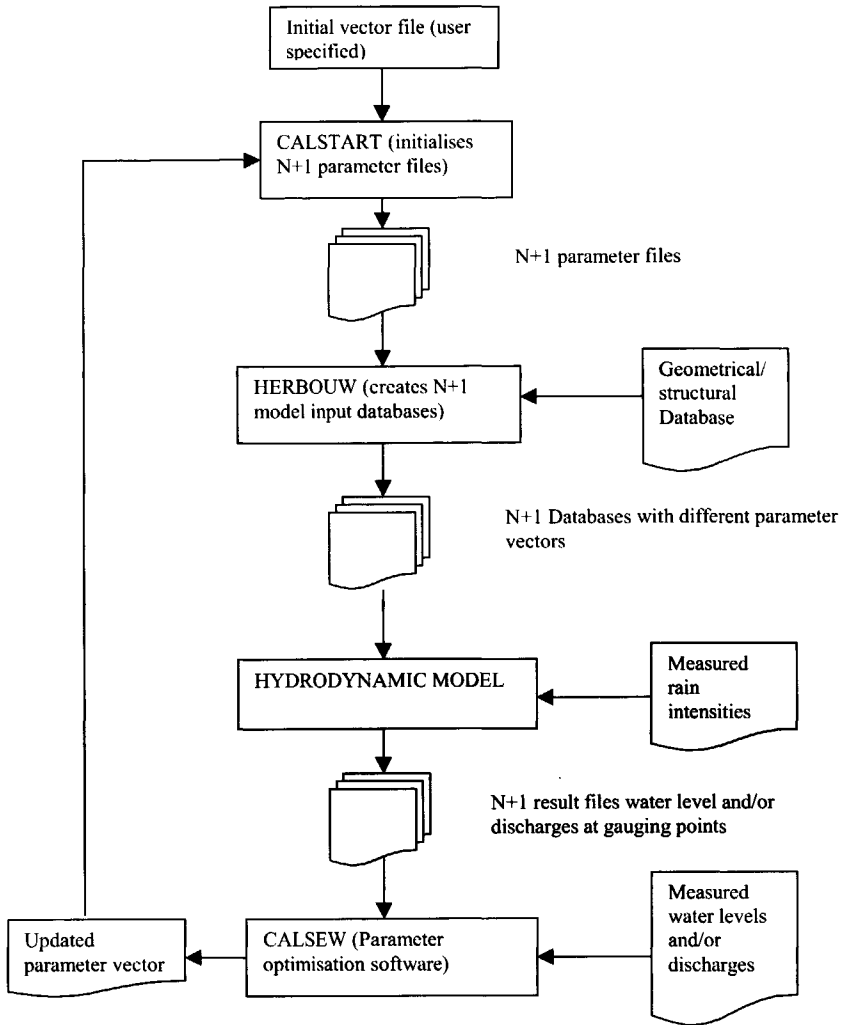 Initial vector file (user
specified)
CALSTART (initialises
N+1 parameter files)
N+1 parameter files
HERBOUW (creates N+1
model input databases)
Geometrical/
structural
Database
N+1 Databases with different parameter
vectors
HYDRODYNAMIC MODEL
Measured
rain
intensities
N+1 result files water level and/or
discharges at gauging points
Updated
parameter vector
CALSEW (Parameter
optimisation software)
Measured
water levels
and/or
discharges